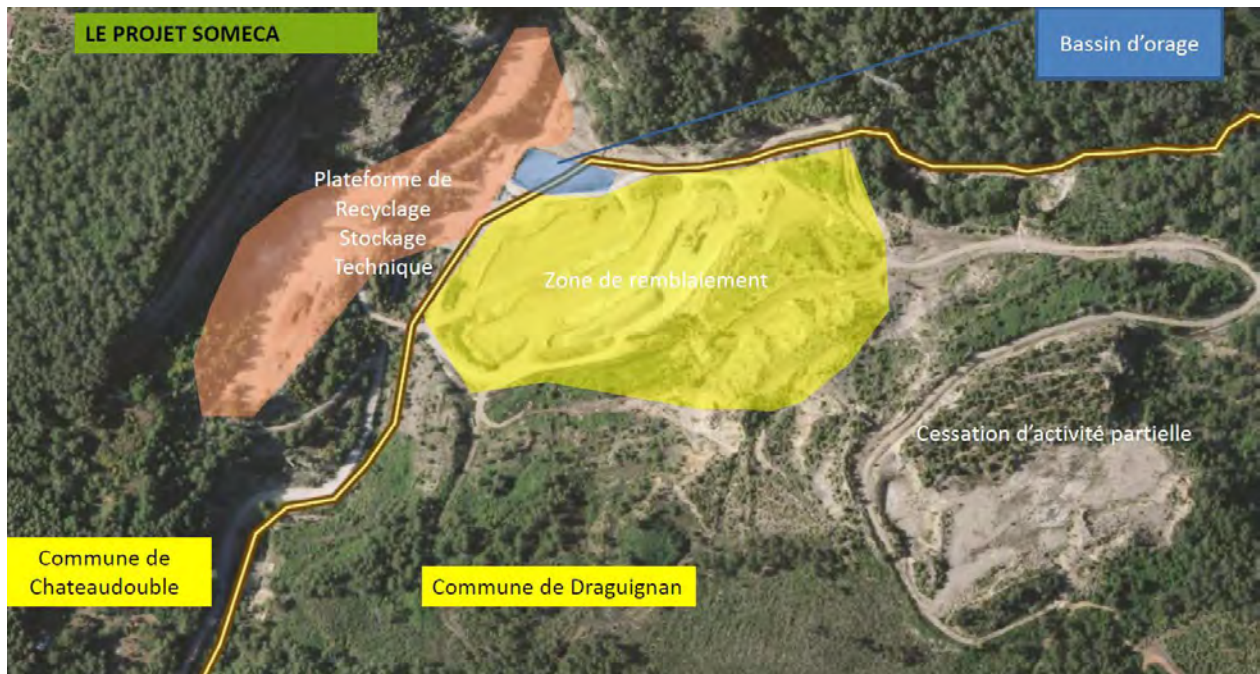 LE PROJET SOMECA
Bassin d'orage
Plateforme de
Recyclage
Stockage
Technique
Zone de remblaiement
Cessation d'activité partielle
Commune de
Chateaudouble
Commune de Draguignan